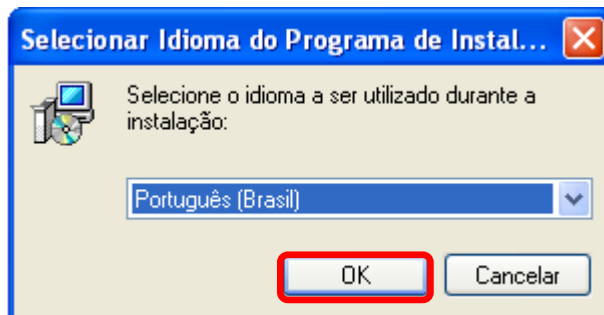 Selecionar Idioma do Programa de Instal...
Selecione o idioma a ser utilizado durante a
instalação:
Português (Brasil)
OK
Cancelar